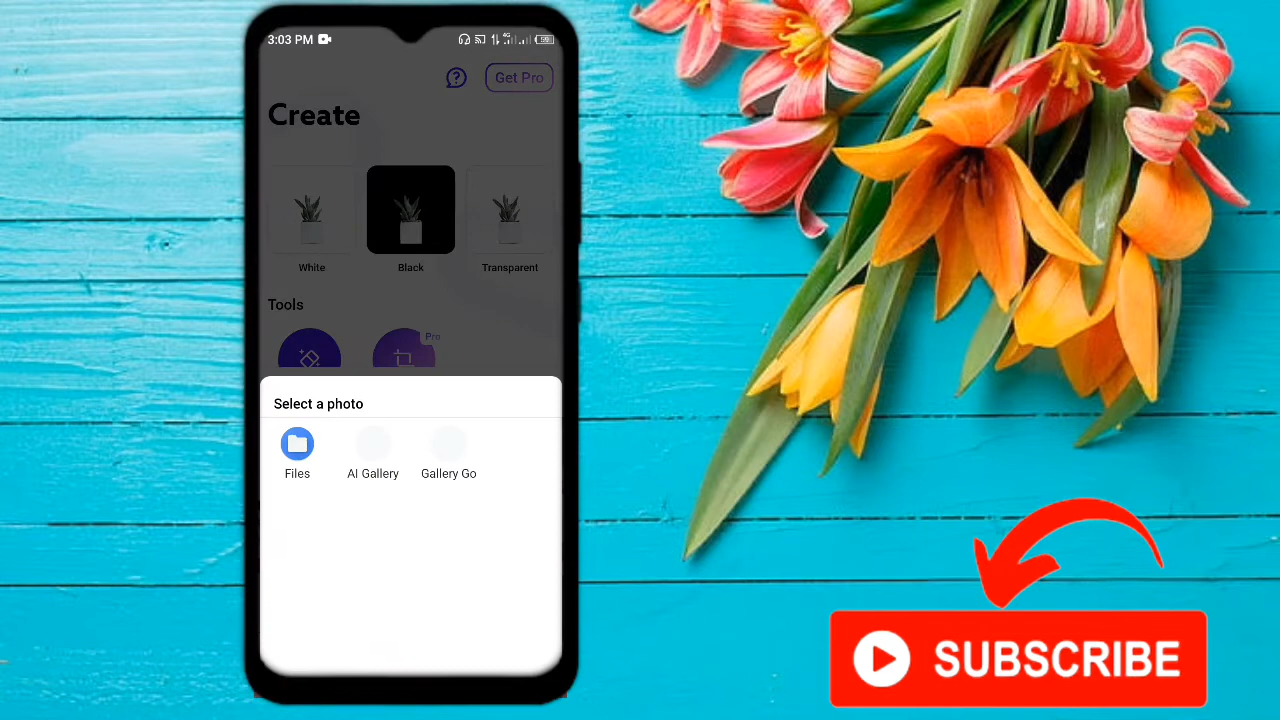 3:03 PM
Get Pro
Create
White
Black
Transparent
Tools
Pro
Select a photo
Files
AI Gallery
Gallery Go
SUBSCRIBE